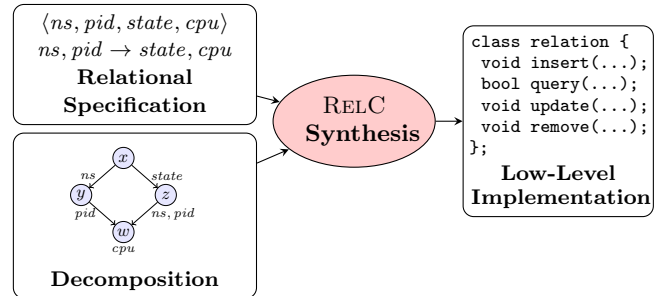 ⟨ns, pid, state, cpu⟩
ns, pid → state, cpu
Relational
Specification
x
ns
state
y
z
pid
ns, pid
w
cpu
Decomposition
RELC
Synthesis
class relation {
void insert(...);
bool query(...);
void update(...);
void remove(...);
};
Low-Level
Implementation